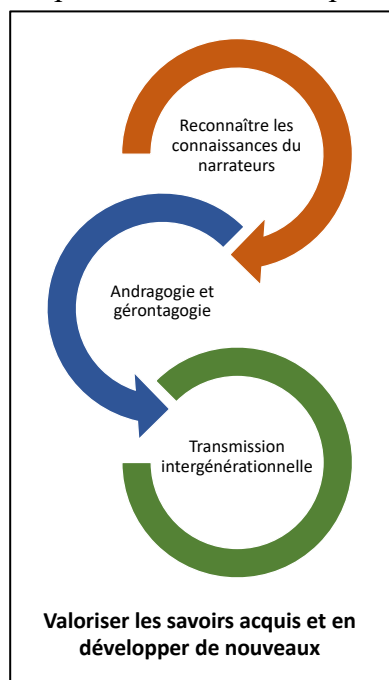 Reconnaître les
connaissances du
narrateurs
Andragogie et
gérontagogie
Transmission
intergénérationnelle
Valoriser les savoirs acquis et en
développer de nouveaux